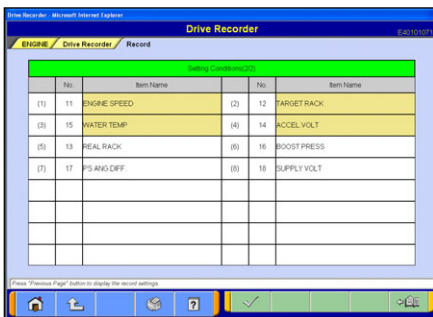 Drive Recorder - Microsoft Internet Explorer
Drive Recorder
E40101071
ENGINE Drive Recorder Record
Setting Conditions(2/2)
No. Item Name No. Item Name
(1) 11 ENGINE SPEED (2) 12 TARGET RACK
(3) 15 WATER TEMP (4) 14 ACCEL VOLT
(5) 13 REAL RACK (6) 16 BOOST PRESS
(7) 17 PS ANG DIFF. (8) 18 SUPPLY VOLT
Press "Previous Page" button to display the record settings.
?